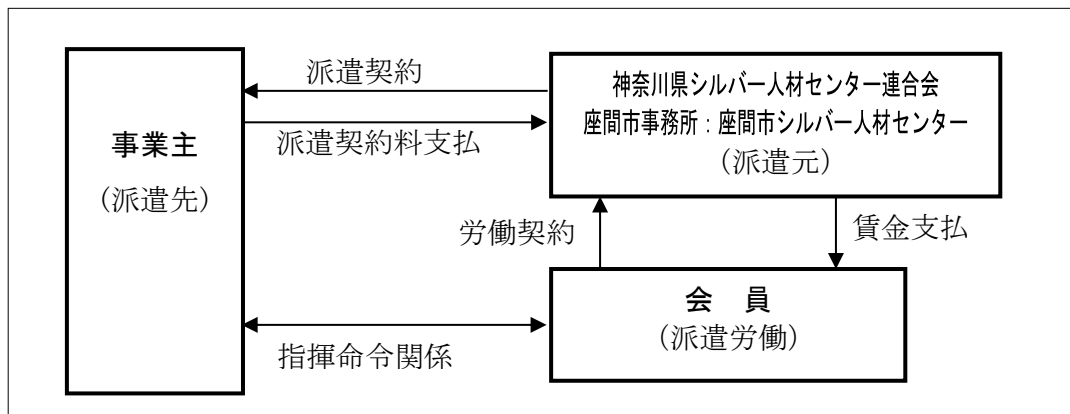 派遣契約
神奈川県シルバー人材センター連合会
座間市事務所：座間市シルバー人材センター
(派遣元)
事業主
(派遣先)
派遣契約料支払
労働契約
賃金支払
会　員
(派遣労働)
指揮命令関係